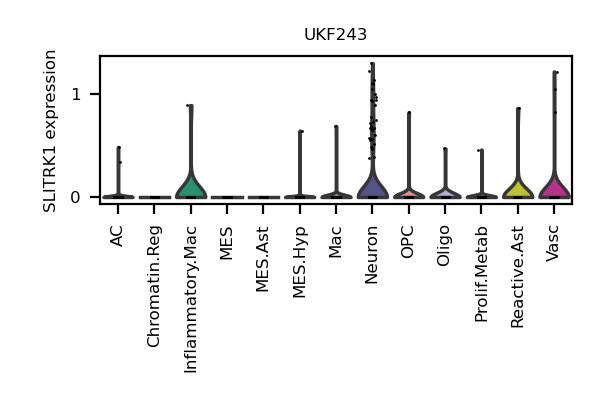 UKF243
SLITRK1 expression
1
0
AC
Chromatin.Reg
Inflammatory.Mac
MES
MES.Ast
MES.Hyp
Mac
Neuron
OPC
Oligo
Prolif.Metab
Reactive.Ast
Vasc